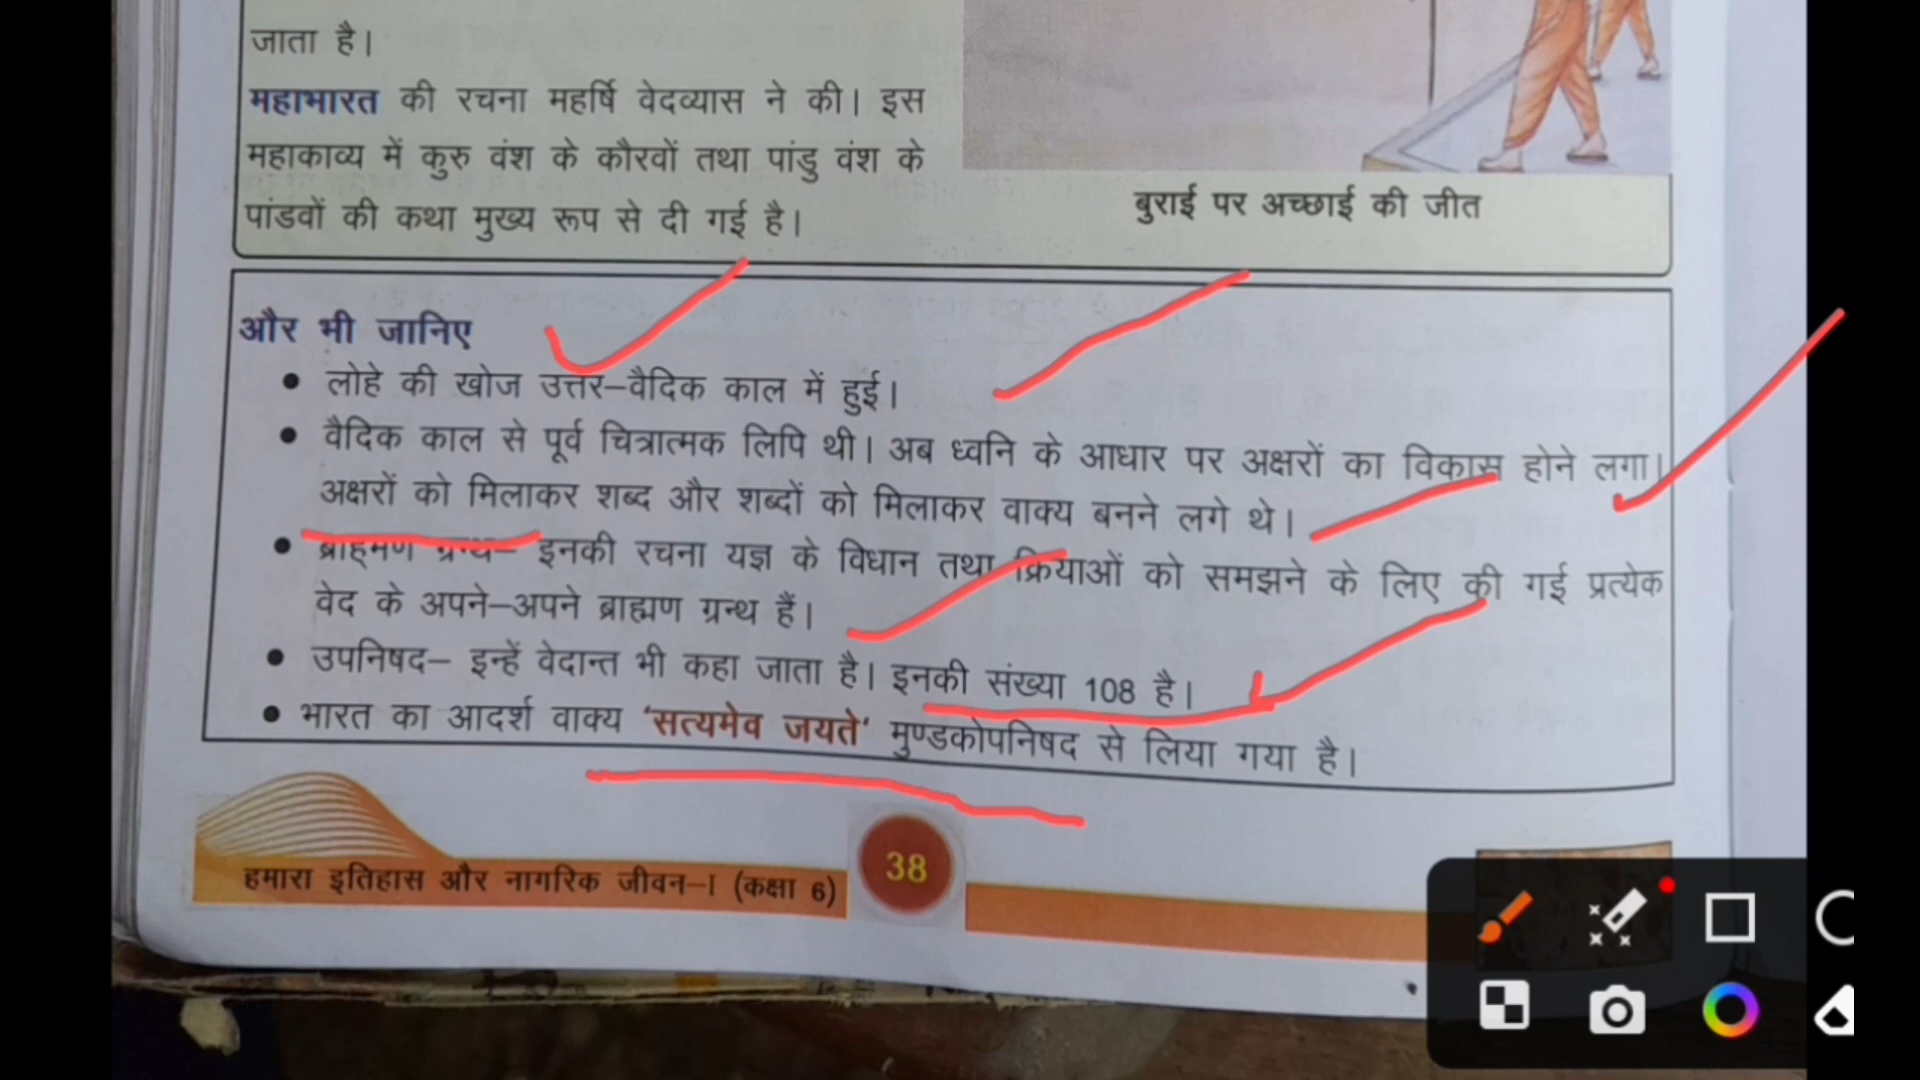 जाता है।
महाभारत की रचना महर्षि वेदव्यास ने की। इस
महाकाव्य में कुरु वंश के कौरवों तथा पांडु वंश के
पांडवों की कथा मुख्य रूप से दी गई है।
बुराई पर अच्छाई की जीत
और भी जानिए
• लोहे की खोज उत्तर–वैदिक काल में हुई।
• वैदिक काल से पूर्व चित्रात्मक लिपि थी। अब ध्वनि के आधार पर अक्षरों का विकास होने लगा।
अक्षरों को मिलाकर शब्द और शब्दों को मिलाकर वाक्य बनने लगे थे।
• ब्राह्मण ग्रन्थ– इनकी रचना यज्ञ के विधान तथा क्रियाओं को समझने के लिए की गई प्रत्येक
वेद के अपने–अपने ब्राह्मण ग्रन्थ हैं।
• उपनिषद– इन्हें वेदान्त भी कहा जाता है। इनकी संख्या 108 है।
• भारत का आदर्श वाक्य ‘सत्यमेव जयते‘ मुण्डकोपनिषद से लिया गया है।
हमारा इतिहास और नागरिक जीवन–I (कक्षा 6)
38